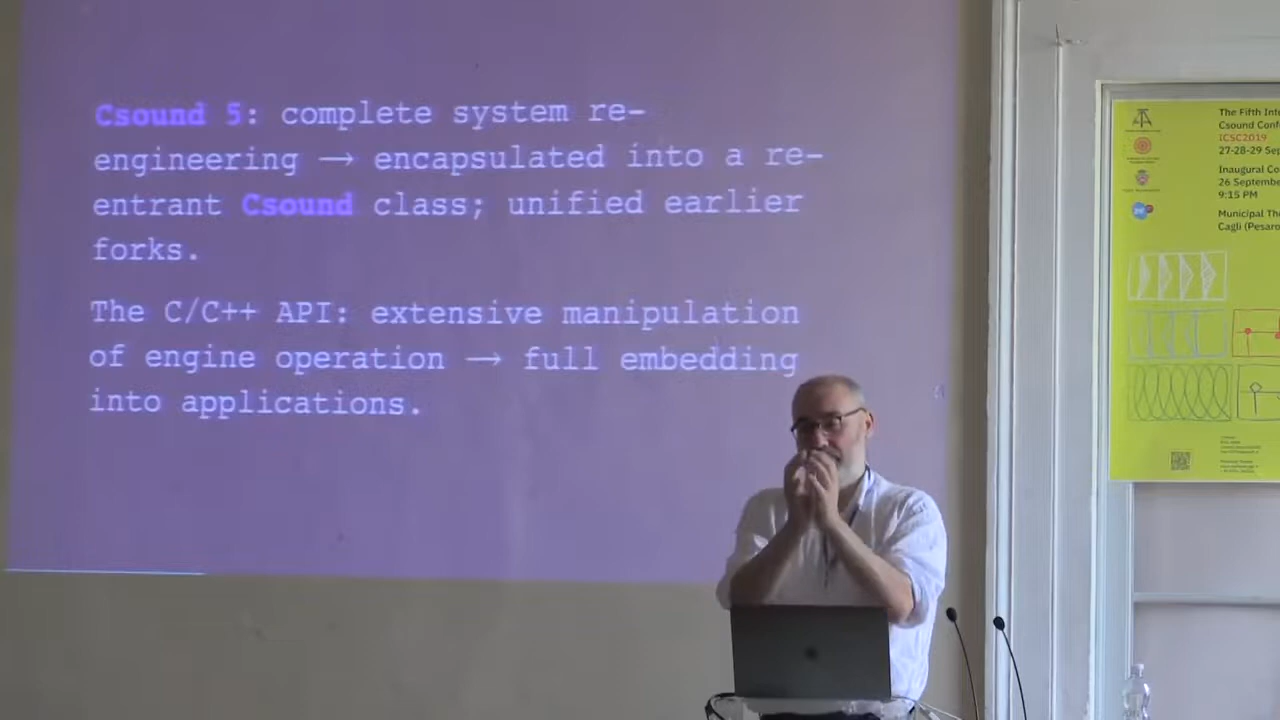 Csound 5: complete system re-
engineering → encapsulated into a re-
entrant Csound class; unified earlier
forks.
The C/C++ API: extensive manipulation
of engine operation → full embedding
into applications.
The Fifth Inte
Csound Conf
ICSC2019
27-28-29 Sep
Inaugural Co
26 Septembe
9:15 PM
Municipal The
Cagli (Pesaro